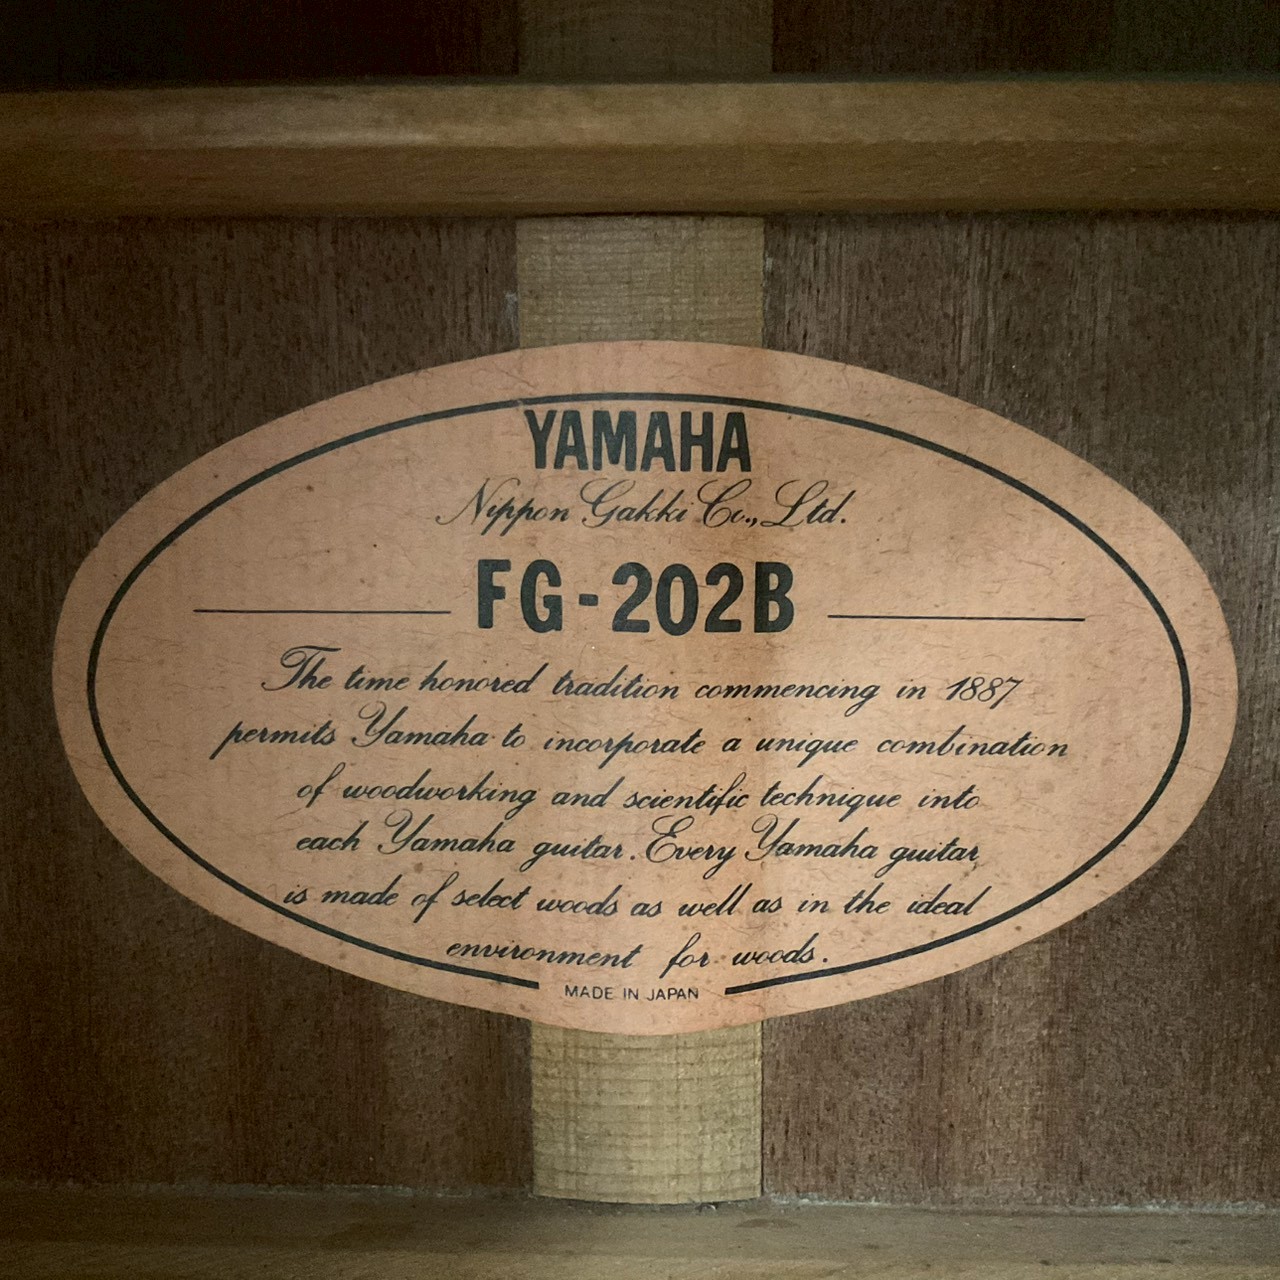 YAMAHA
Nippon Gakki Co., Ltd.
FG-202B
The time honored tradition commencing in 1887
permits Yamaha to incorporate a unique combination
of woodworking and scientific technique into
each Yamaha guitar. Every Yamaha guitar
is made of select woods as well as in the ideal
environment for woods.
MADE IN JAPAN